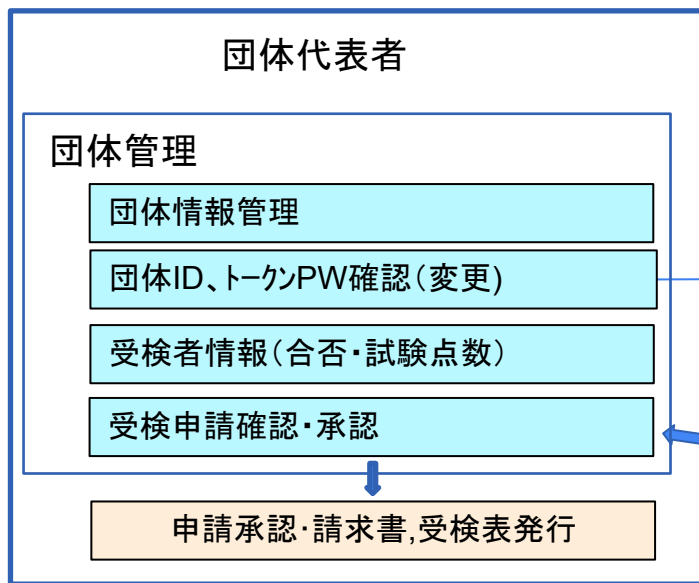 団体代表者
団体管理
団体情報管理
団体ID、ﾄｰｸﾝPW確認（変更)
受検者情報（合否・試験点数）
受検申請確認・承認
申請承認･請求書,受検表発行